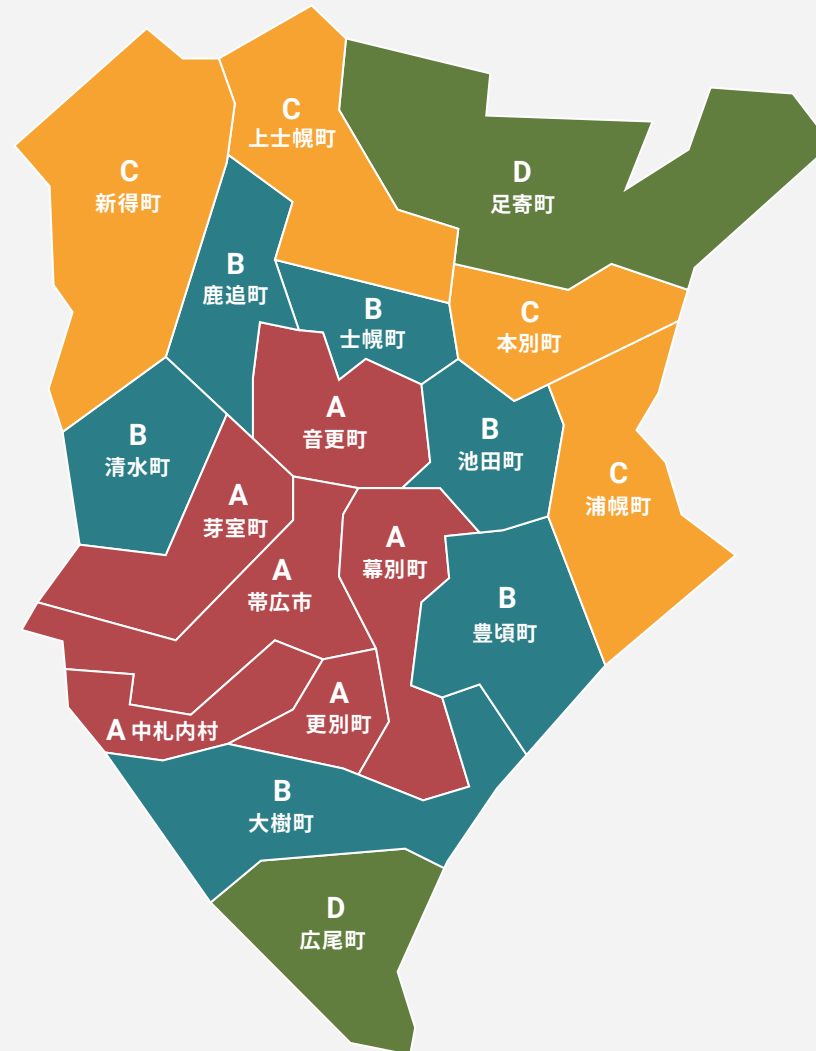 C
上士幌町
C
新得町
D
足寄町
B
鹿追町
B
士幌町
C
本別町
A
音更町
B
清水町
B
池田町
C
浦幌町
A
芽室町
A
幕別町
A
帯広市
B
豊頃町
A
更別町
A 中札内村
B
大樹町
D
広尾町